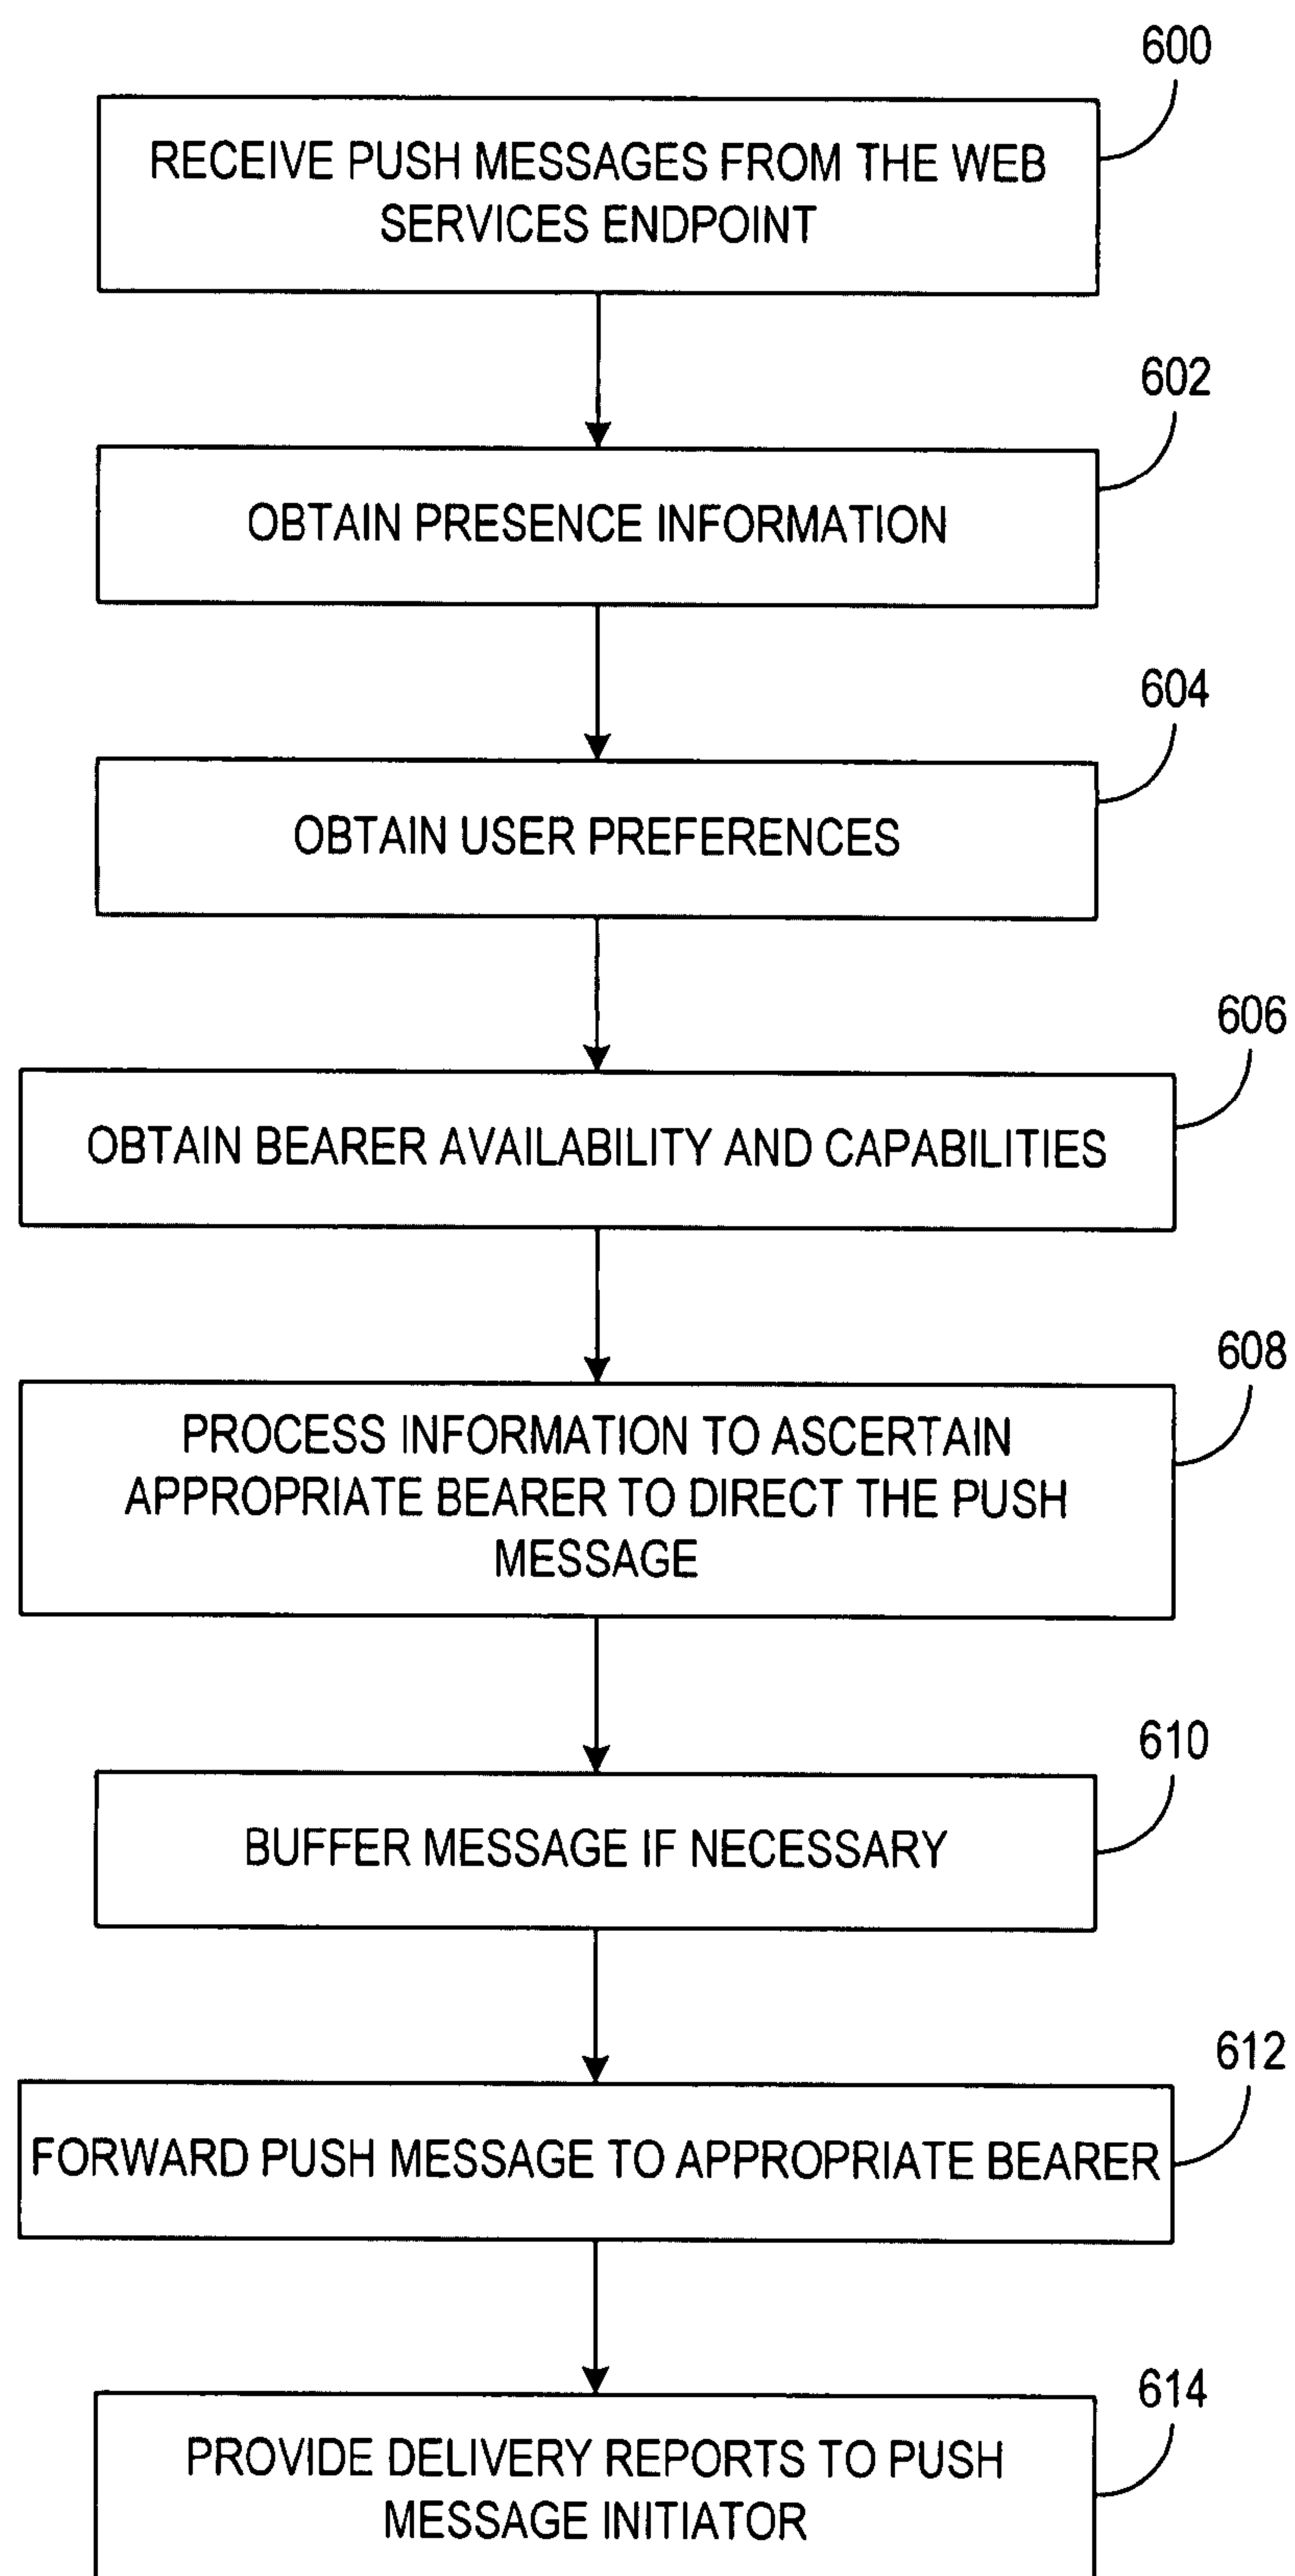 600
RECEIVE PUSH MESSAGES FROM THE WEB
SERVICES ENDPOINT
602
OBTAIN PRESENCE INFORMATION
604
OBTAIN USER PREFERENCES
606
OBTAIN BEARER AVAILABILITY AND CAPABILITIES
608
PROCESS INFORMATION TO ASCERTAIN
APPROPRIATE BEARER TO DIRECT THE PUSH
MESSAGE
610
BUFFER MESSAGE IF NECESSARY
612
FORWARD PUSH MESSAGE TO APPROPRIATE BEARER
614
PROVIDE DELIVERY REPORTS TO PUSH
MESSAGE INITIATOR